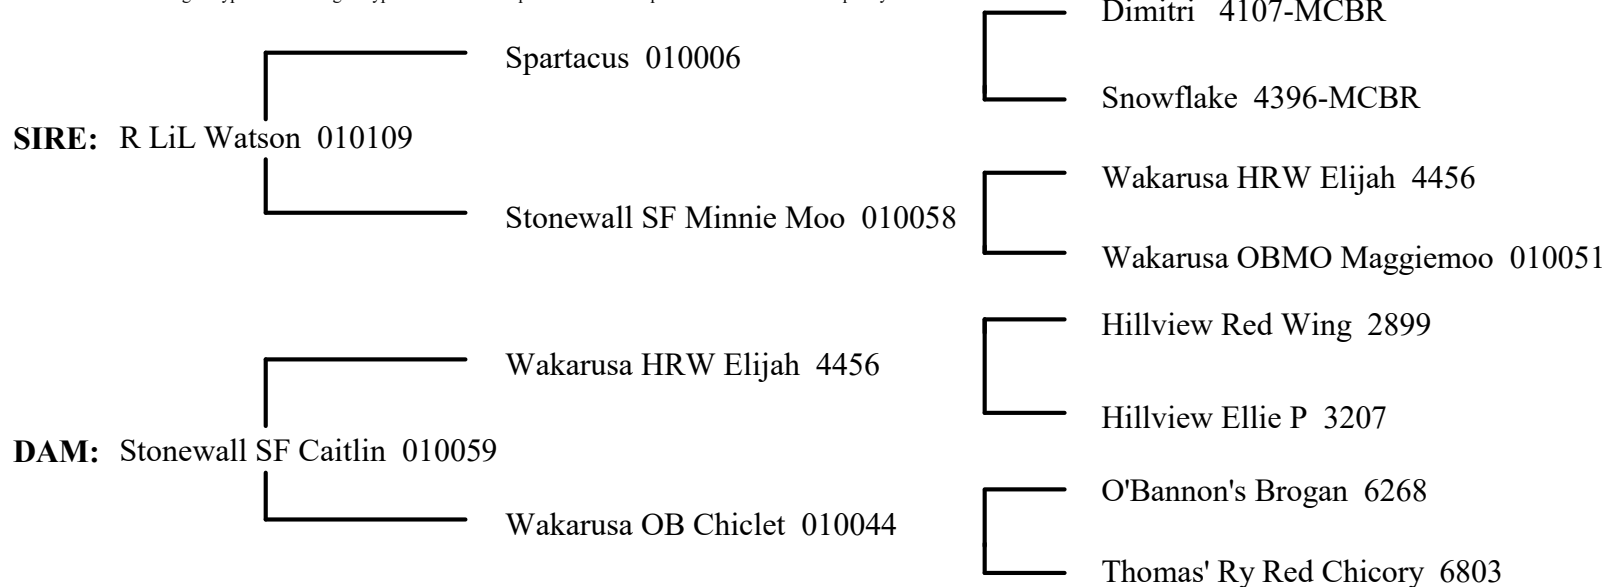 Dimitri 4107-MCBR
Spartacus 010006
Snowflake 4396-MCBR
SIRE: R LiL Watson 010109
Wakarusa HRW Elijah 4456
Stonewall SF Minnie Moo 010058
Wakarusa OBMO Maggiemoo 010051
Hillview Red Wing 2899
Wakarusa HRW Elijah 4456
Hillview Ellie P 3207
DAM: Stonewall SF Caitlin 010059
O'Bannon's Brogan 6268
Wakarusa OB Chiclet 010044
Thomas' Ry Red Chicory 6803